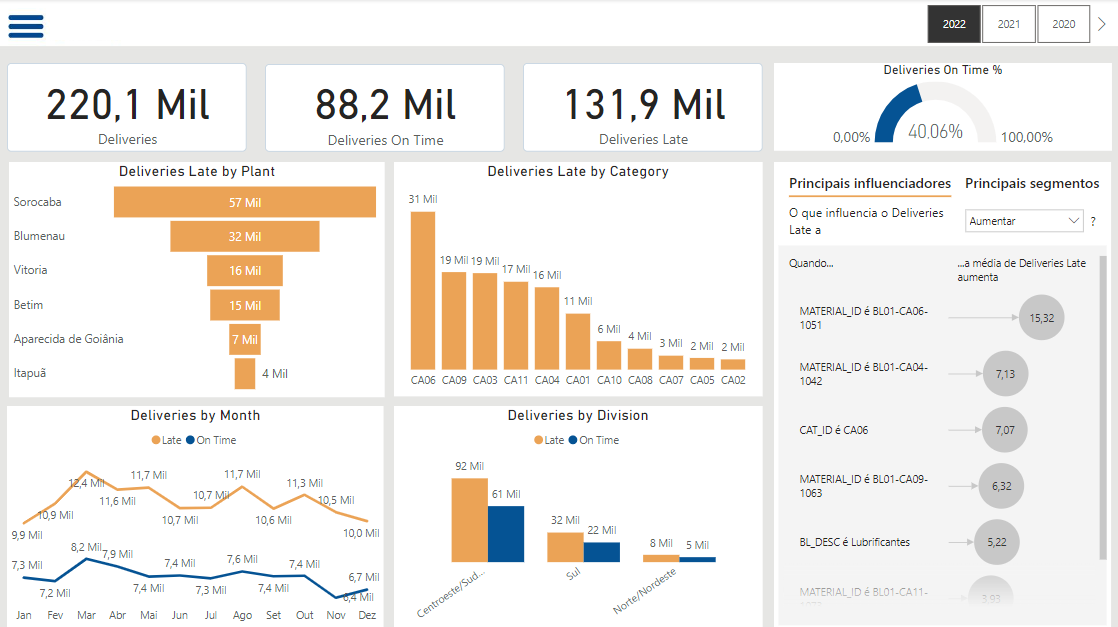 2022
2021
2020
220,1 Mil
Deliveries
88,2 Mil
Deliveries On Time
131,9 Mil
Deliveries Late
Deliveries On Time %
0,00%
40,06%
100,00%
Deliveries Late by Plant
Sorocaba
57 Mil
Blumenau
32 Mil
Vitoria
16 Mil
Betim
15 Mil
Aparecida de Goiânia
7 Mil
Itapuã
4 Mil
Deliveries Late by Category
31 Mil
19 Mil
19 Mil
17 Mil
16 Mil
11 Mil
6 Mil
4 Mil
3 Mil
2 Mil
2 Mil
CA06 CA09 CA03 CA11 CA04 CA01 CA10 CA08 CA07 CA05 CA02
Principais influenciadores
Principais segmentos
O que influencia o Deliveries
Late a
Aumentar
?
Quando...
...a média de Deliveries Late
aumenta
MATERIAL_ID é BL01-CA06-
1051
15,32
MATERIAL_ID é BL01-CA04-
1042
7,13
CAT_ID é CA06
7,07
MATERIAL_ID é BL01-CA09-
1063
6,32
BL_DESC é Lubrificantes
5,22
MATERIAL_ID é BL01-CA11-
3,93
Deliveries by Month
Late On Time
9,9 Mil
10,9 Mil
12,4 Mil
11,6 Mil
11,7 Mil
10,7 Mil
10,7 Mil
11,7 Mil
10,6 Mil
11,3 Mil
10,5 Mil
10,0 Mil
7,3 Mil
7,2 Mil
8,2 Mil
7,9 Mil
7,4 Mil
7,4 Mil
7,3 Mil
7,6 Mil
7,4 Mil
7,4 Mil
6,4 Mil
6,7 Mil
Jan Fev Mar Abr Mai Jun Jul Ago Set Out Nov Dez
Deliveries by Division
Late On Time
92 Mil
61 Mil
32 Mil
22 Mil
8 Mil
5 Mil
Centroeste/Sud...
Sul
Norte/Nordeste